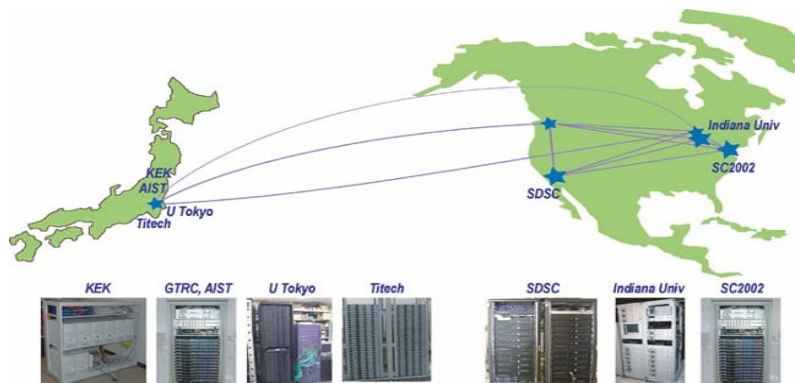 Indiana Univ
SC2002
SDSC
KEK
AIST
U Tokyo
Titech
KEK
GTRC, AIST
U Tokyo
Titech
SDSC
Indiana Univ
SC2002